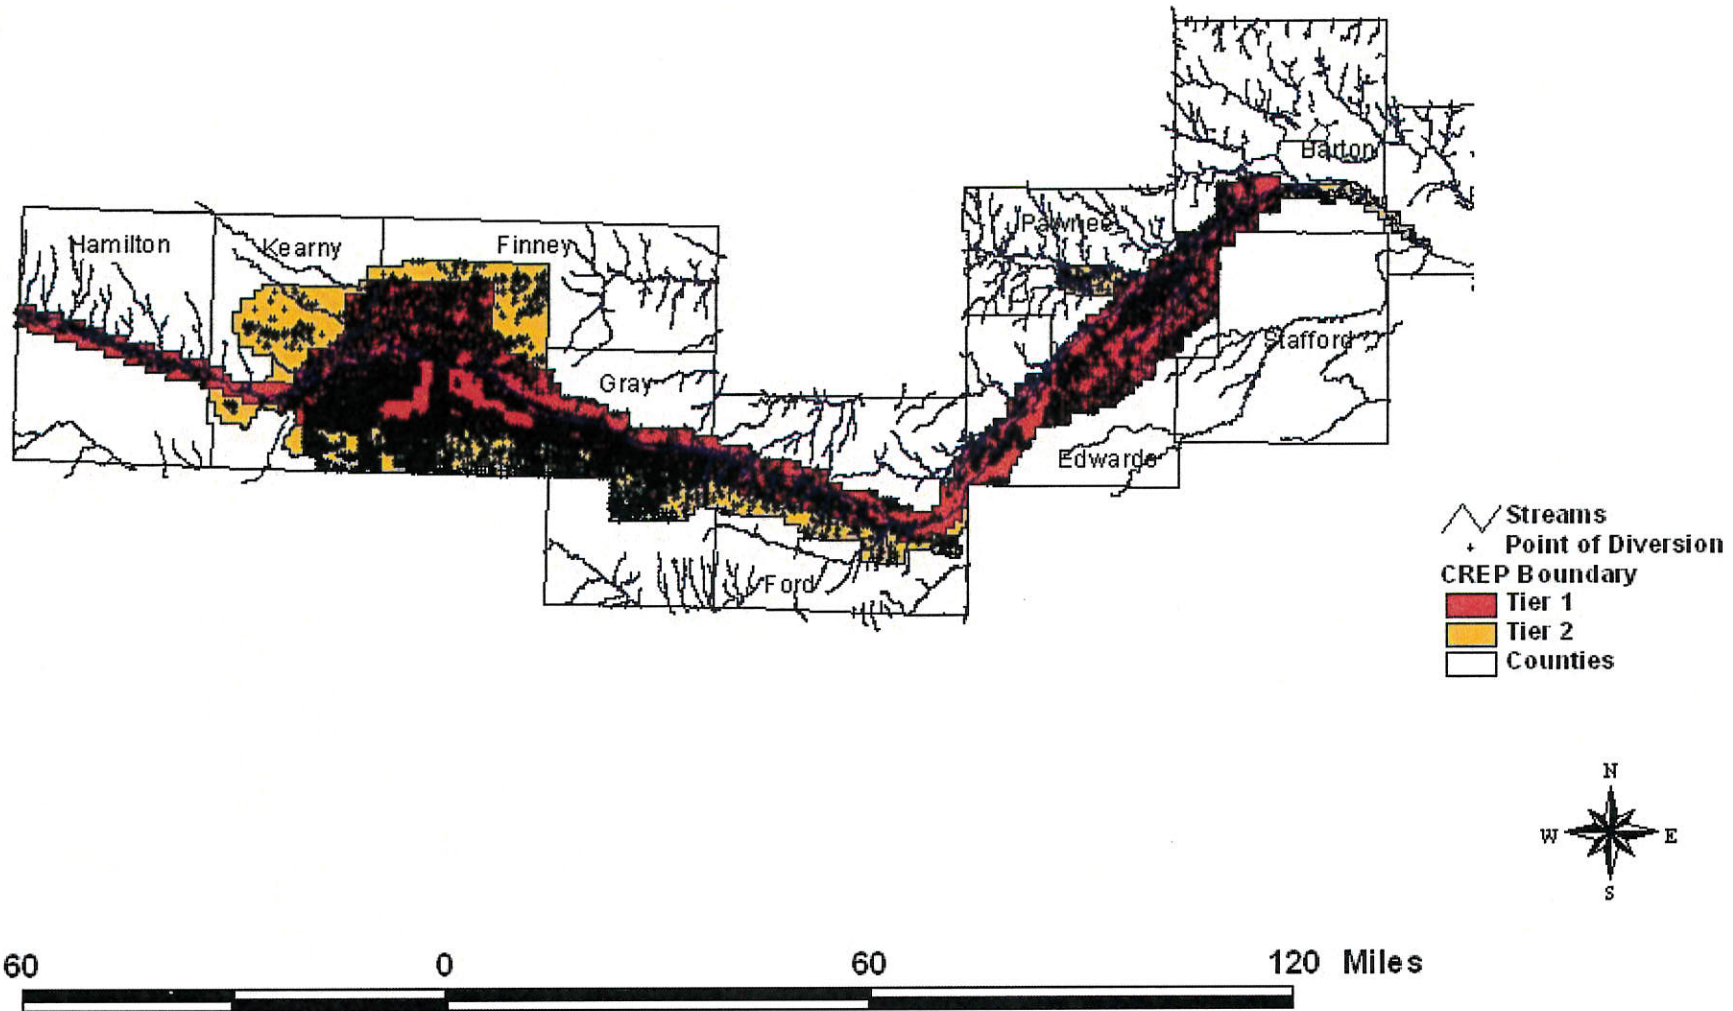 Barton
Pawnee
Hamilton
Kearny
Finney
Stafford
Gray
Edwards
Ford
Streams
Point of Diversion
CREP Boundary
Tier 1
Tier 2
Counties
N
W E
S
60 0 60 120 Miles